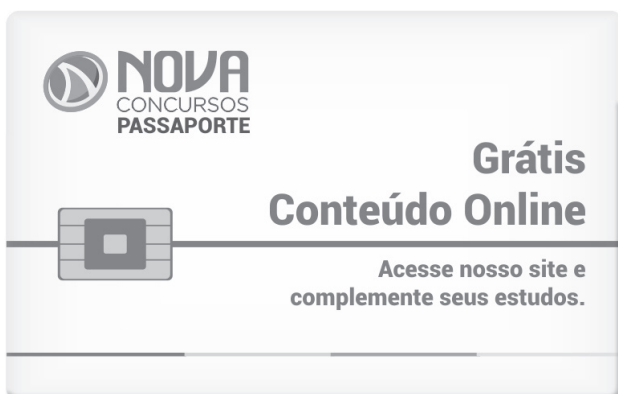 NOVA
CONCURSOS
PASSAPORTE
Grátis
Conteúdo Online
Acesse nosso site e
complemente seus estudos.